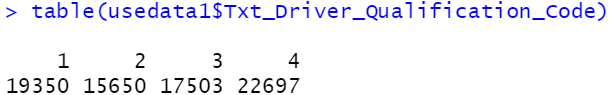 > table(usedata1$Txt_Driver_Qualification_Code)
1 2 3 4
19350 15650 17503 22697